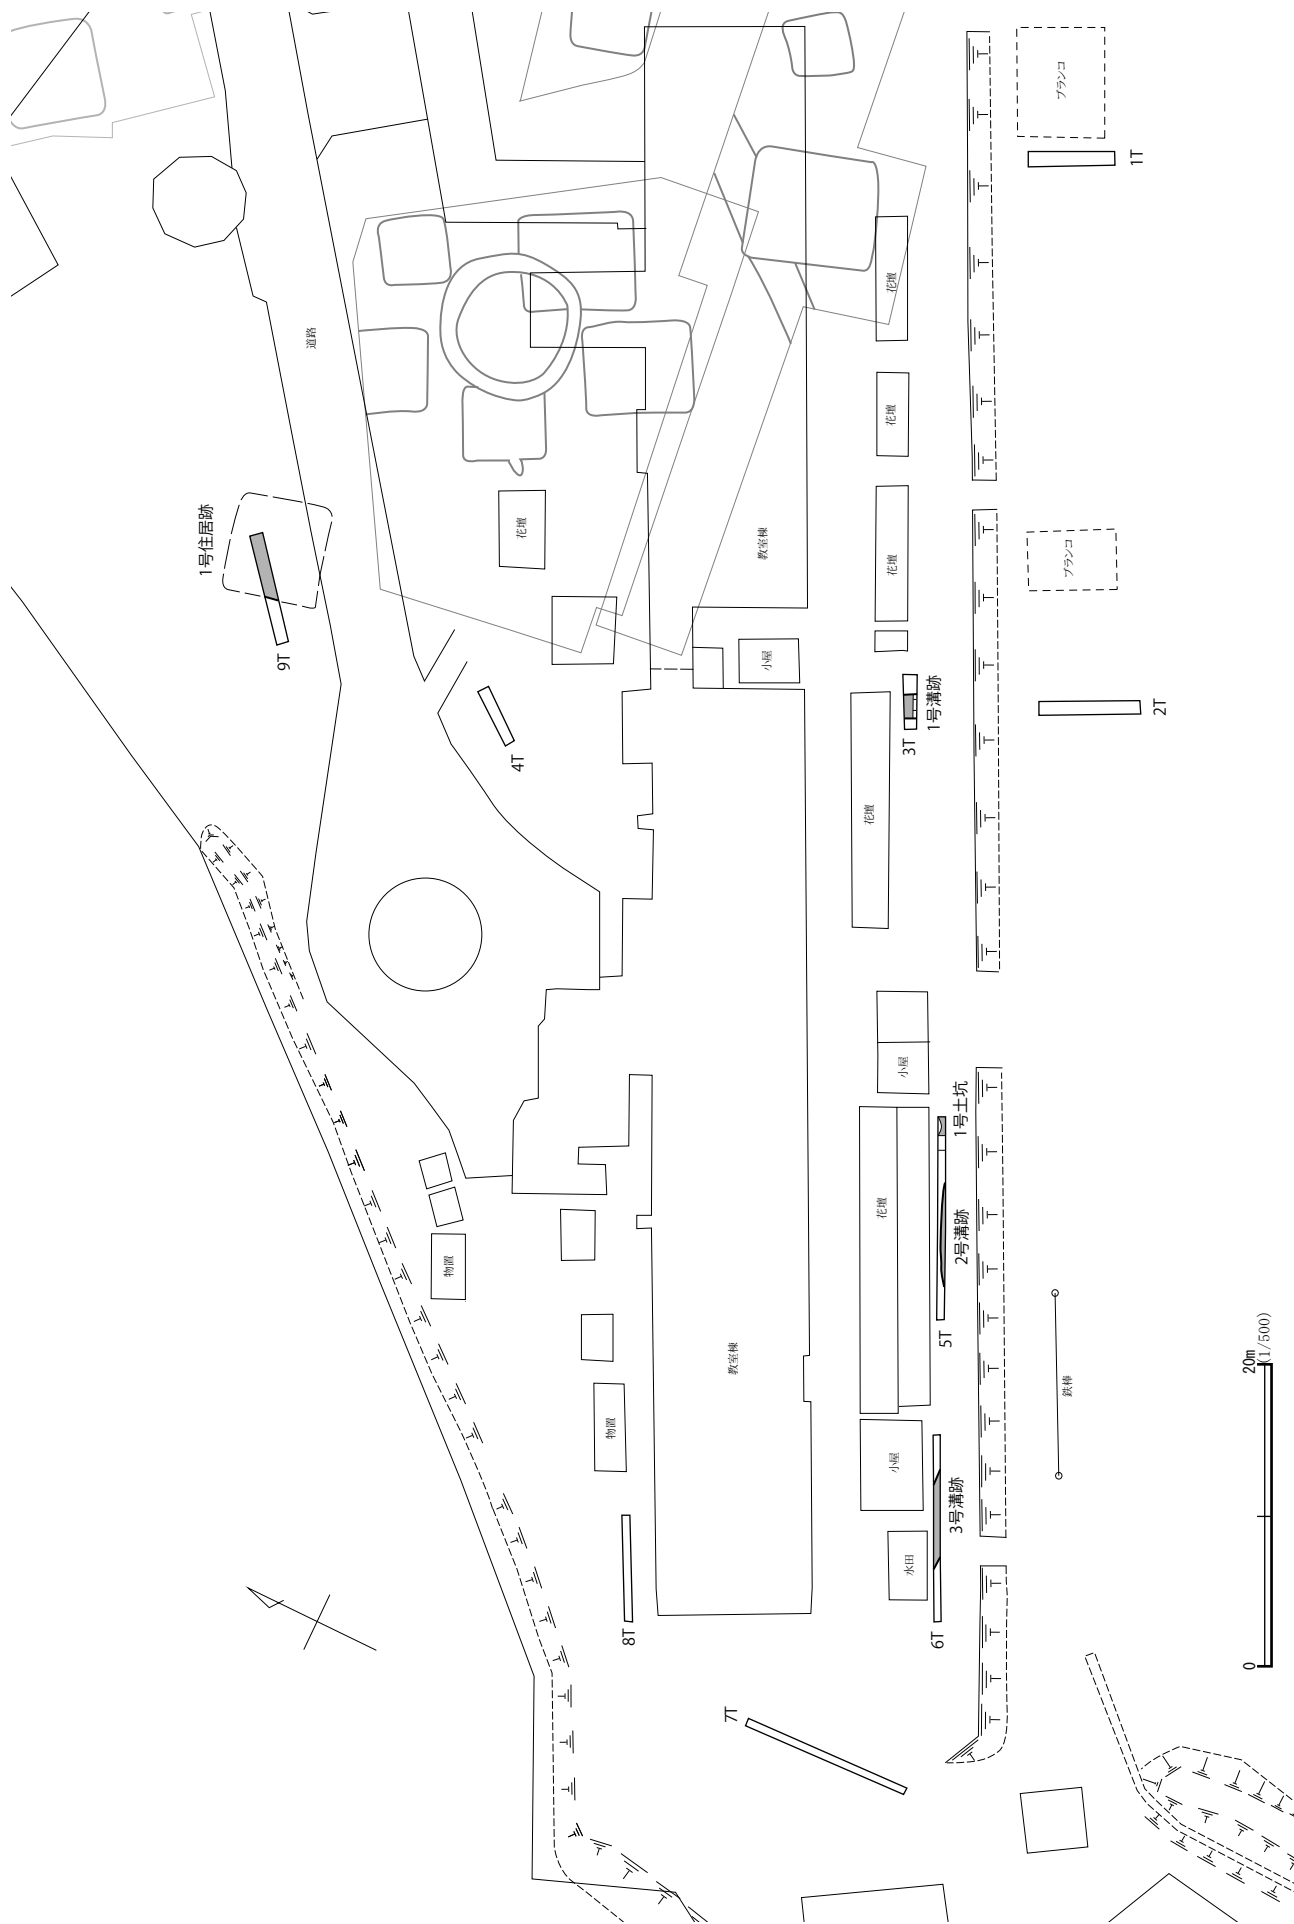 ブランコ
1T
花壇
道路
花壇
1号住居跡
花壇
教室棟
花壇
ブランコ
9T
小屋
1号溝跡
2T
3T
4T
花壇
小屋
1号土坑
花壇
2号溝跡
物置
5T
20m
(1/500)
教室棟
鉄棒
物置
小屋
3号溝跡
水田
8T
6T
0
7T